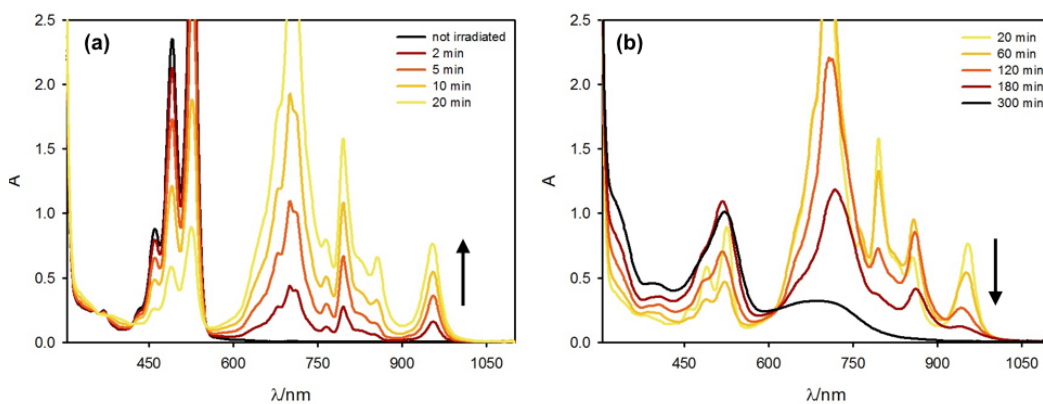 (a)
not irradiated
2 min
5 min
10 min
20 min
2.5
2.0
1.5
1.0
0.5
0.0
A
450
600
750
900
1050
λ/nm
(b)
20 min
60 min
120 min
180 min
300 min
2.5
2.0
1.5
1.0
0.5
0.0
A
450
600
750
900
1050
λ/nm